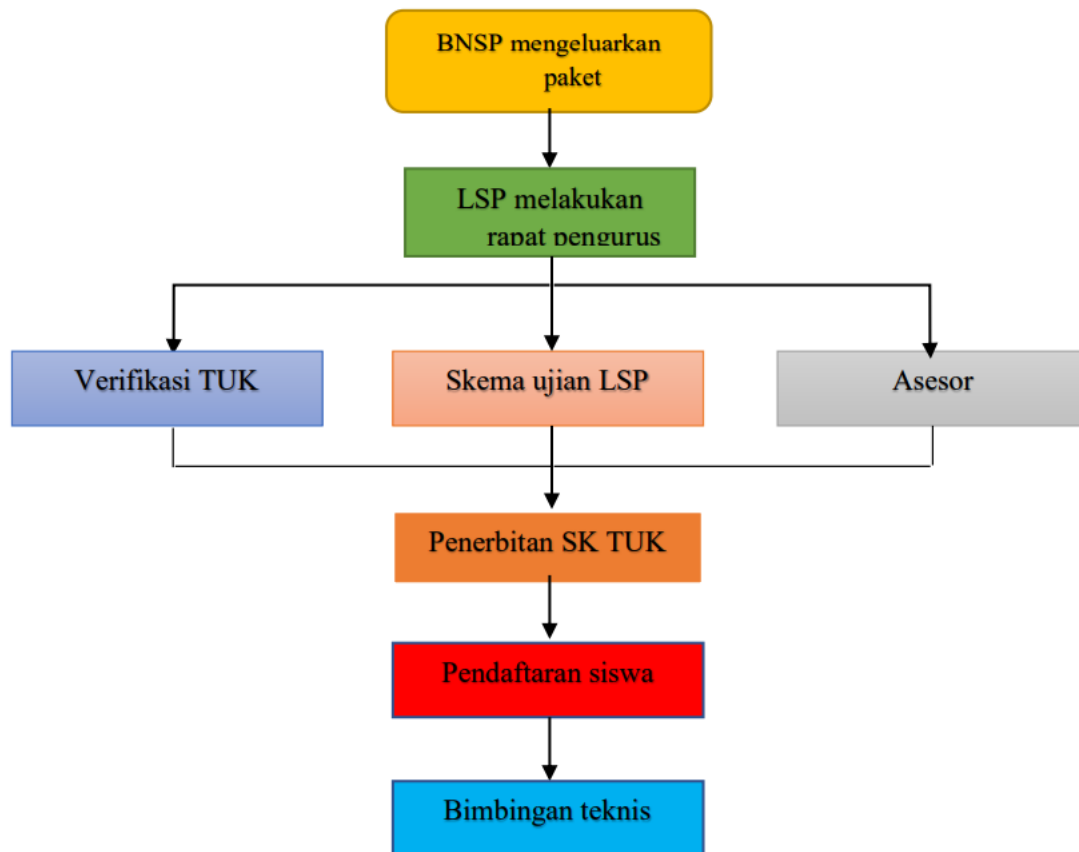 BNSP mengeluarkan
paket
LSP melakukan
rapat pengurus
Verifikasi TUK
Skema ujian LSP
Asesor
Penerbitan SK TUK
Pendaftaran siswa
Bimbingan teknis